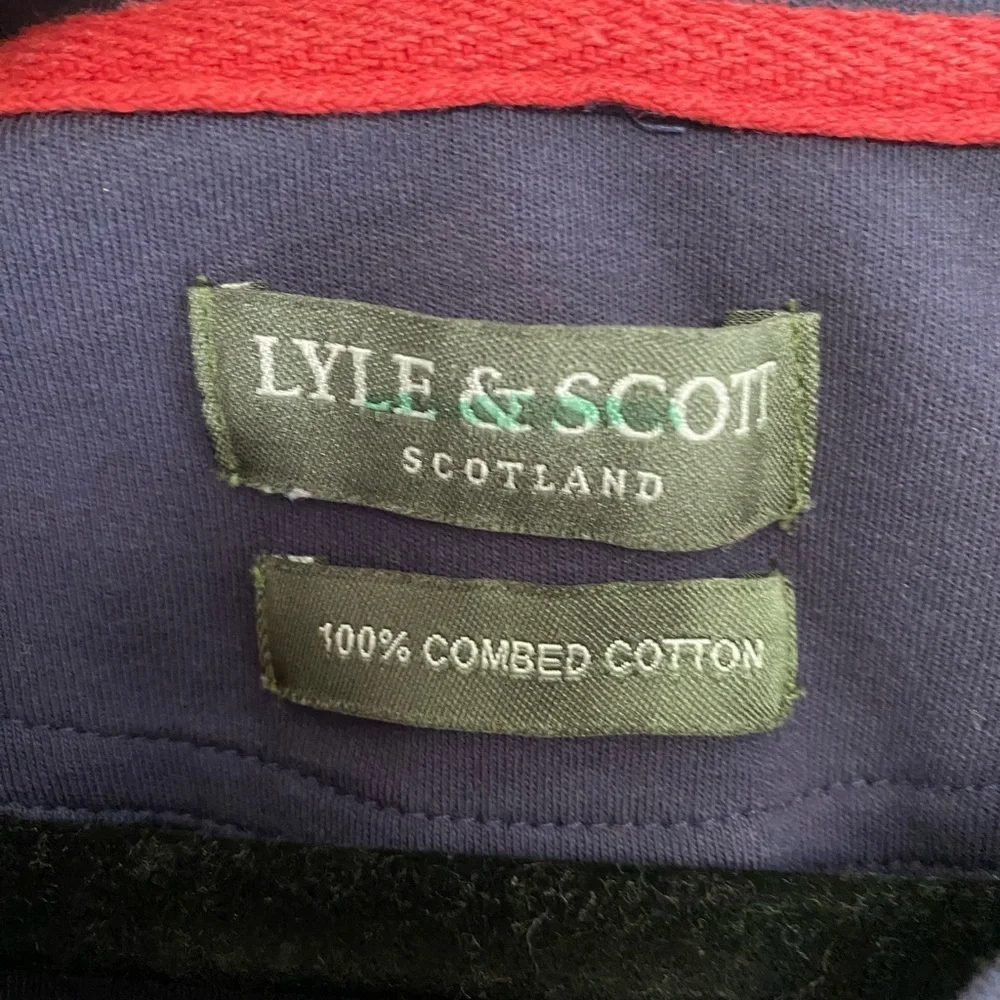 LYLE & SCOTT
SCOTLAND
100% COMBED COTTON